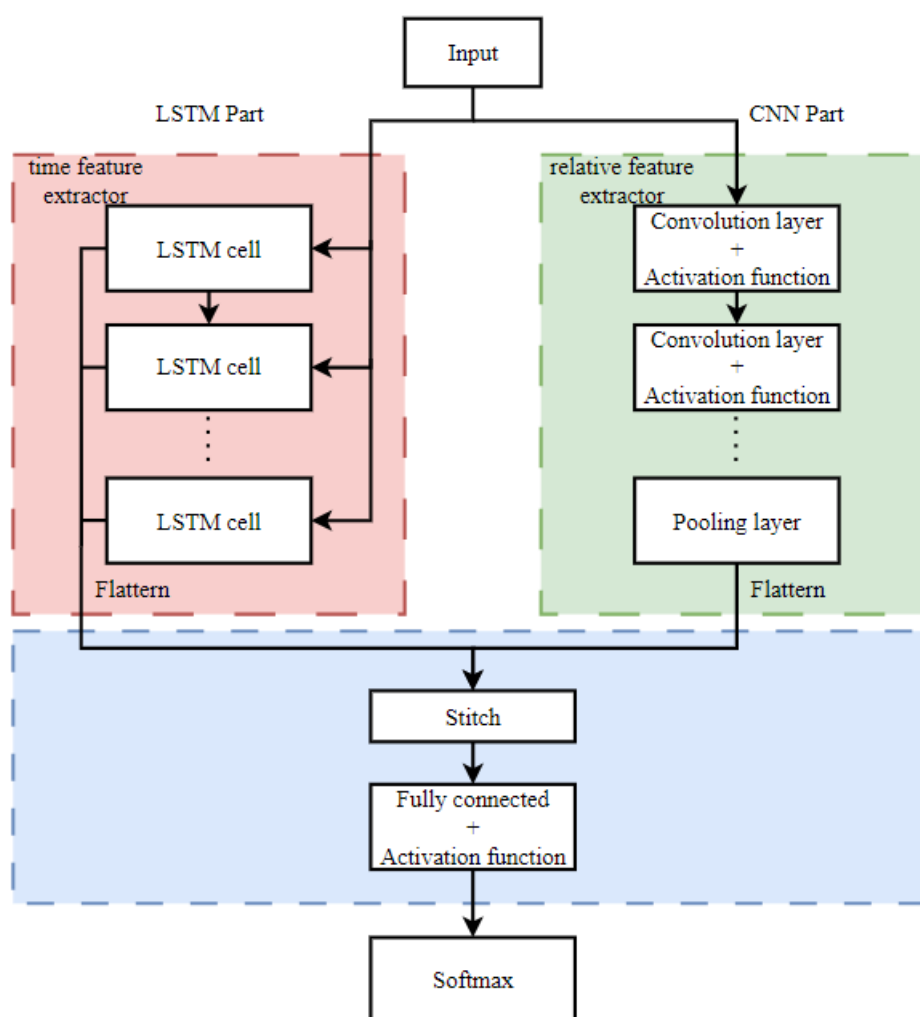 Input
LSTM Part
CNN Part
time feature
extractor
relative feature
extractor
LSTM cell
Convolution layer
+
Activation function
LSTM cell
Convolution layer
+
Activation function
LSTM cell
Pooling layer
Flattern
Flattern
Stitch
Fully connected
+
Activation function
Softmax